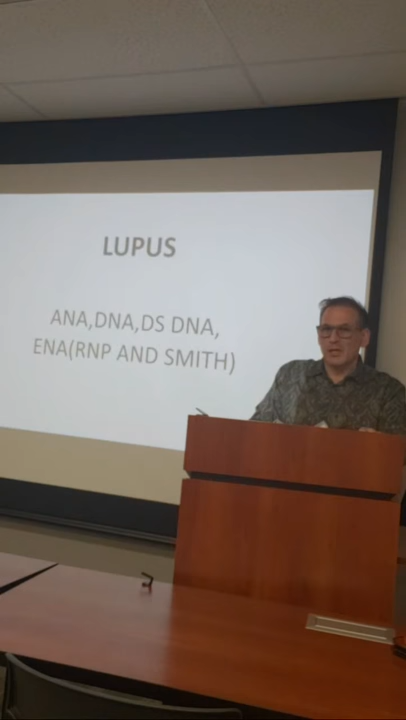 LUPUS
ANA,DNA,DS DNA,
ENA(RNP AND SMITH)